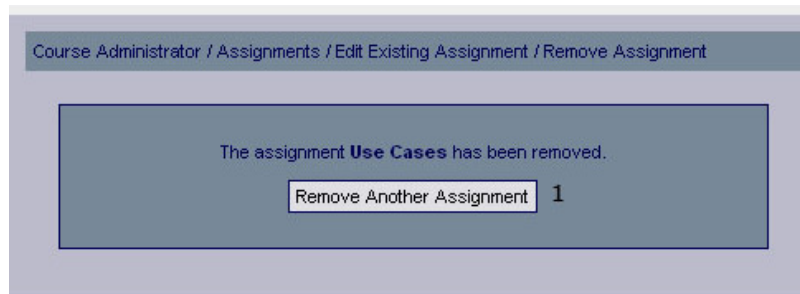 Course Administrator / Assignments / Edit Existing Assignment / Remove Assignment
The assignment Use Cases has been removed.
Remove Another Assignment 1